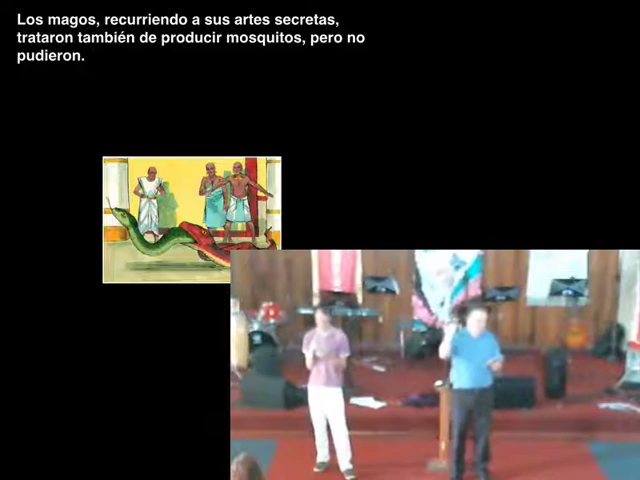 Los magos, recurriendo a sus artes secretas,
trataron también de producir mosquitos, pero no
pudieron.